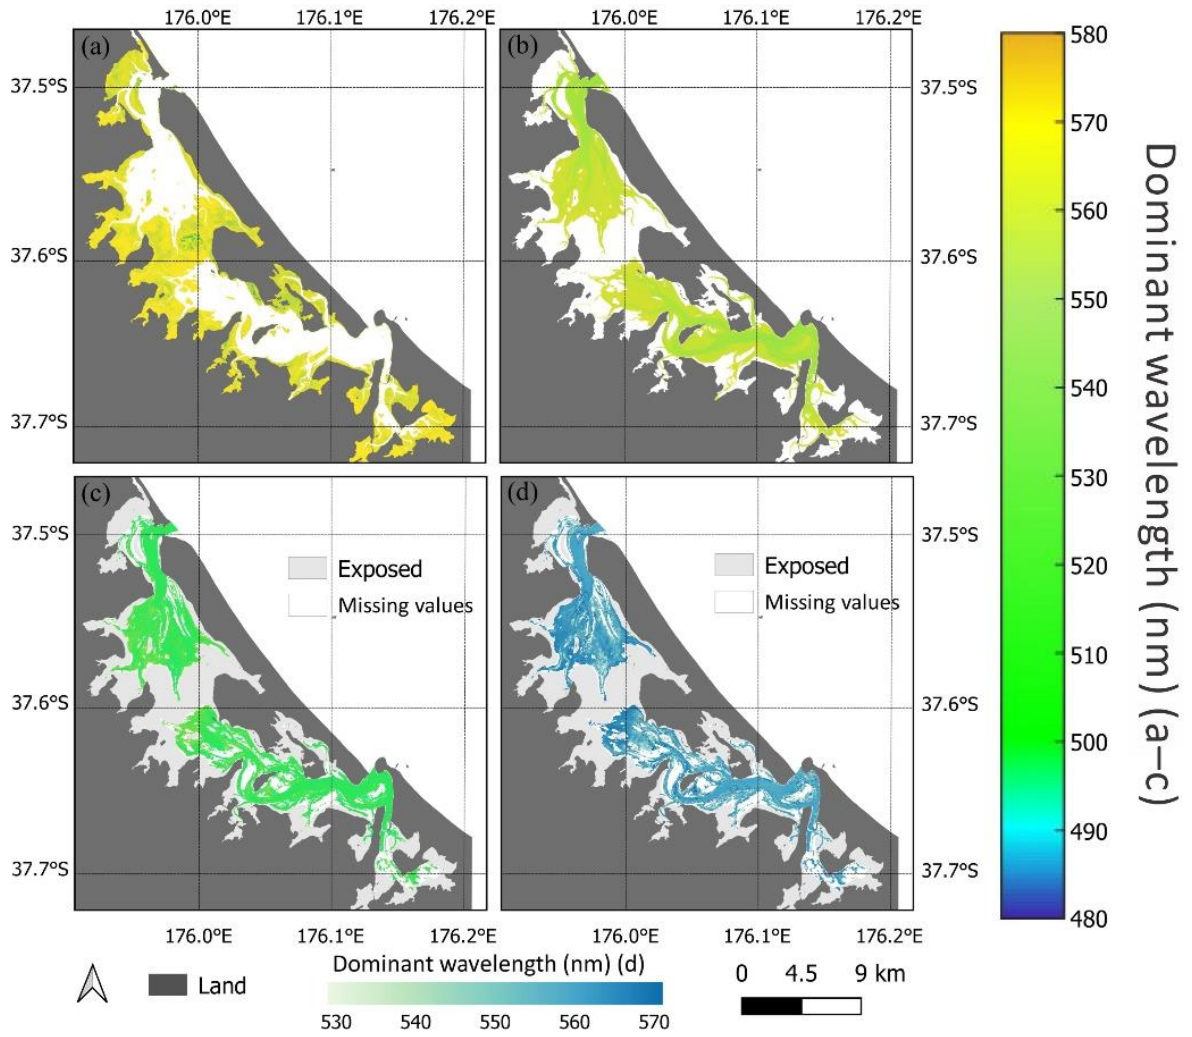 176.0°E 176.1°E 176.2°E 176.0°E 176.1°E 176.2°E
(a) (b)
37.5°S 37.5°S
37.6°S 37.6°S
37.7°S 37.7°S
(c) (d)
37.5°S 37.5°S
Exposed Exposed
Missing values Missing values
37.6°S 37.6°S
37.7°S 37.7°S
176.0°E 176.1°E 176.2°E 176.0°E 176.1°E 176.2°E
Land
Dominant wavelength (nm) (d)
530 540 550 560 570
0 4.5 9 km
580
570
560
550
540
530
520
510
500
490
480
Dominant wavelength (nm) (a–c)